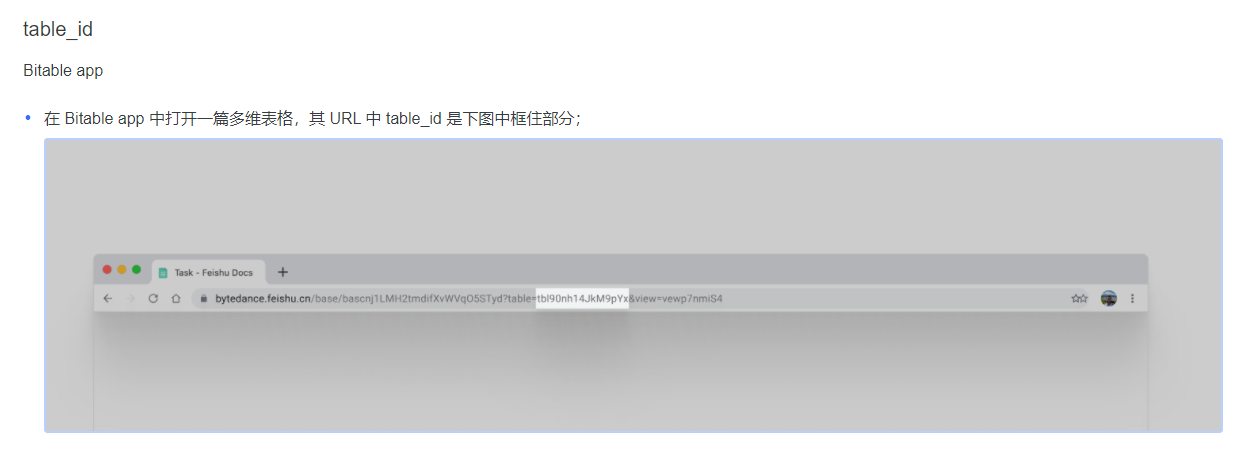 table_id
Bitable app
在 Bitable app 中打开一篇多维表格，其 URL 中 table_id 是下图中框住部分；
Task - Feishu Docs
bytedance.feishu.cn/base/bascnj1LMH2tmdifXvWVqO5STyd?table=tbl90nh14JkM9pYx&view=vewp7nmiS4